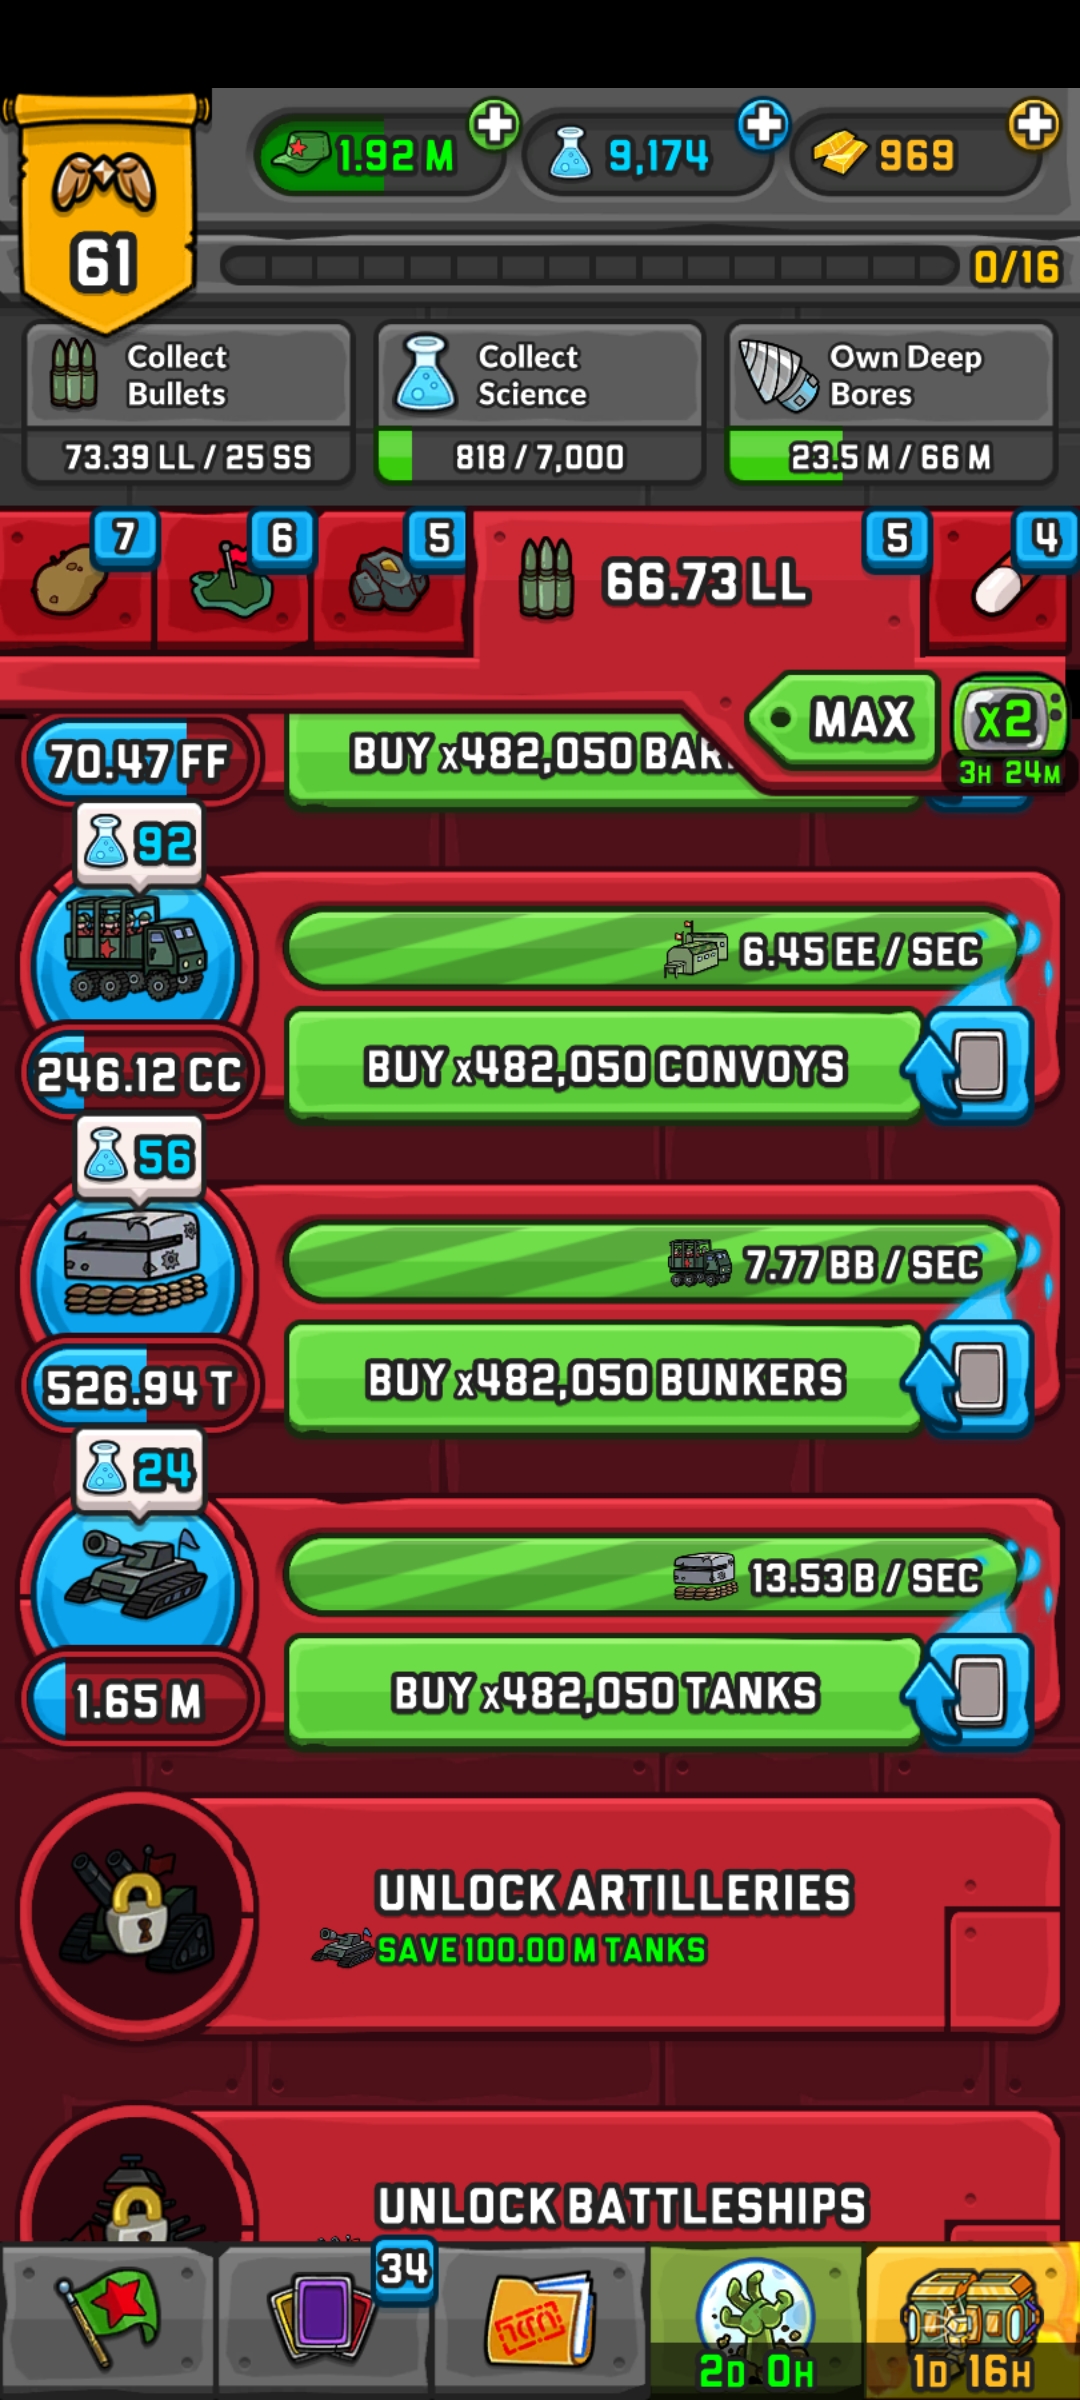 1.92 M
9,174
969
61
0/16
Collect
Bullets
Collect
Science
Own Deep
Bores
73.39 LL / 25 SS
818 / 7,000
23.5 M / 66 M
7
6
5
66.73 LL
5
4
MAX
x2
3H 24M
70.47 FF
BUY x482,050
92
6.45 EE / SEC
246.12 CC
BUY x482,050 CONVOYS
56
7.77 BB / SEC
526.94 T
BUY x482,050 BUNKERS
24
13.53 B / SEC
1.65 M
BUY x482,050 TANKS
UNLOCK ARTILLERIES
SAVE 100.00 M TANKS
UNLOCK BATTLESHIPS
34
2D 0H
1D 16H